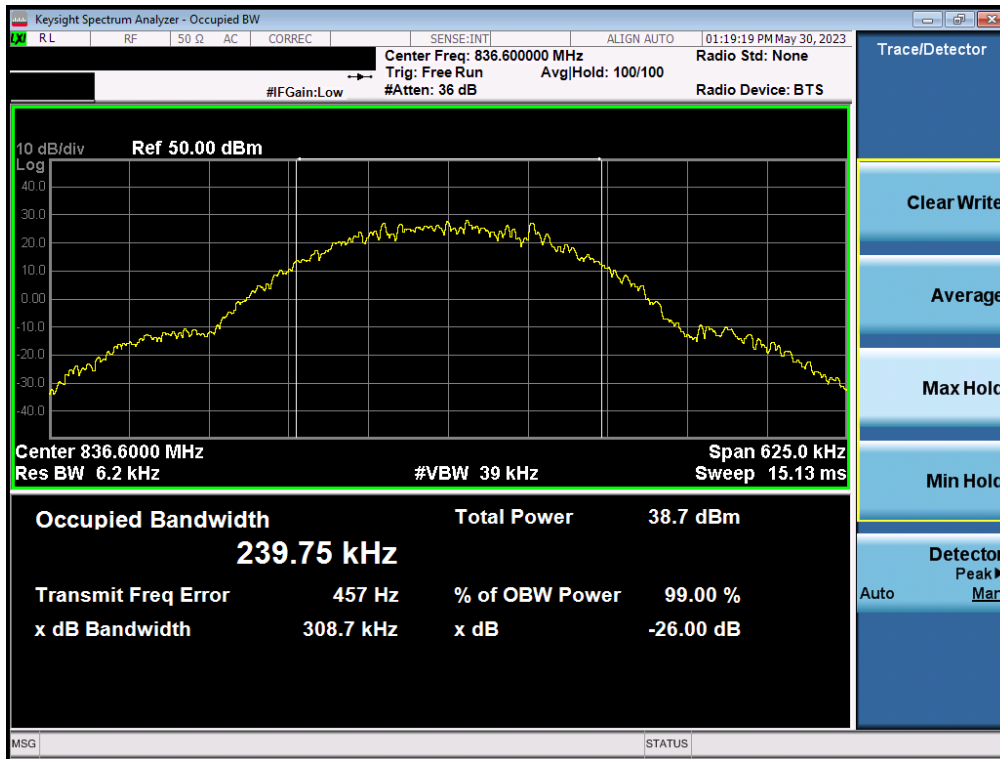 Keysight Spectrum Analyzer - Occupied BW
LXI RL RF 50 Ω AC CORREC SENSE:INT ALIGN AUTO 01:19:19 PM May 30, 2023
Center Freq: 836.600000 MHz Radio Std: None
Trig: Free Run Avg|Hold: 100/100
#IFGain:Low #Atten: 36 dB Radio Device: BTS
Trace/Detector
10 dB/div Ref 50.00 dBm
Log
40.0
30.0
20.0
10.0
0.00
-10.0
-20.0
-30.0
-40.0
Center 836.6000 MHz Span 625.0 kHz
Res BW 6.2 kHz #VBW 39 kHz Sweep 15.13 ms
Occupied Bandwidth Total Power 38.7 dBm
239.75 kHz
Transmit Freq Error 457 Hz % of OBW Power 99.00 %
x dB Bandwidth 308.7 kHz x dB -26.00 dB
Clear Write
Average
Max Hold
Min Hold
Detector
Peak
Auto Man
MSG STATUS